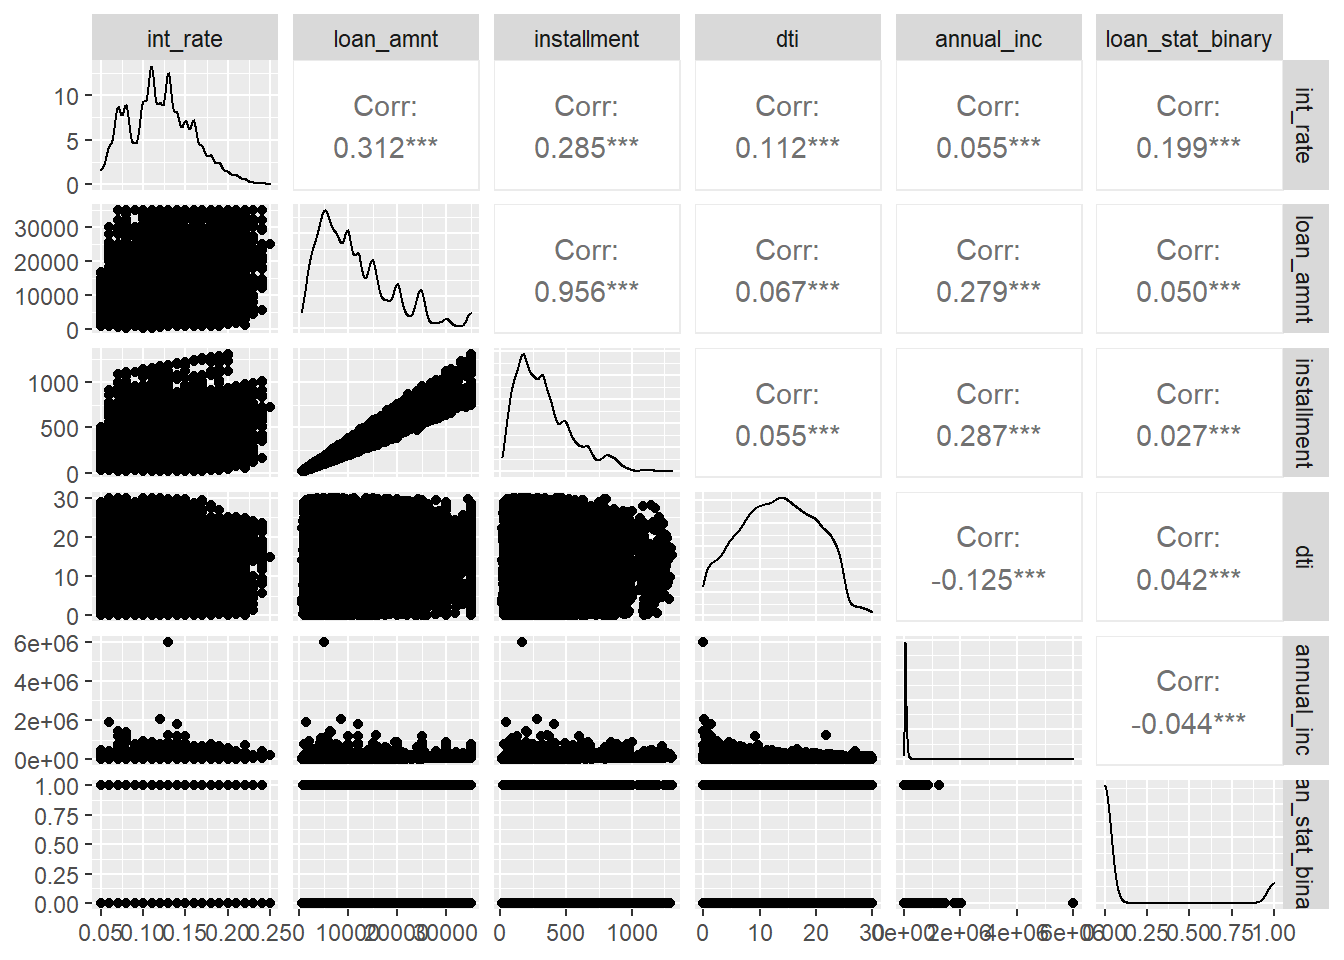 int_rate loan_amnt installment dti annual_inc loan_stat_binary
10
5
0
Corr:
0.312***
Corr:
0.285***
Corr:
0.112***
Corr:
0.055***
Corr:
0.199***
int_rate
30000
20000
10000
0
Corr:
0.956***
Corr:
0.067***
Corr:
0.279***
Corr:
0.050***
loan_amnt
1000
500
0
Corr:
0.055***
Corr:
0.287***
Corr:
0.027***
installment
30
20
10
0
Corr:
-0.125***
Corr:
0.042***
dti
6e+06
4e+06
2e+06
0e+00
Corr:
-0.044***
annual_inc
1.00
0.75
0.50
0.25
0.00
an_stat_bina
0.05 0.10 0.15 0.20 0.25 0 10000 20000 30000 0 500 1000 0 10 20 30 0e+00 2e+06 4e+06 6e+06 0.00 0.25 0.50 0.75 1.00